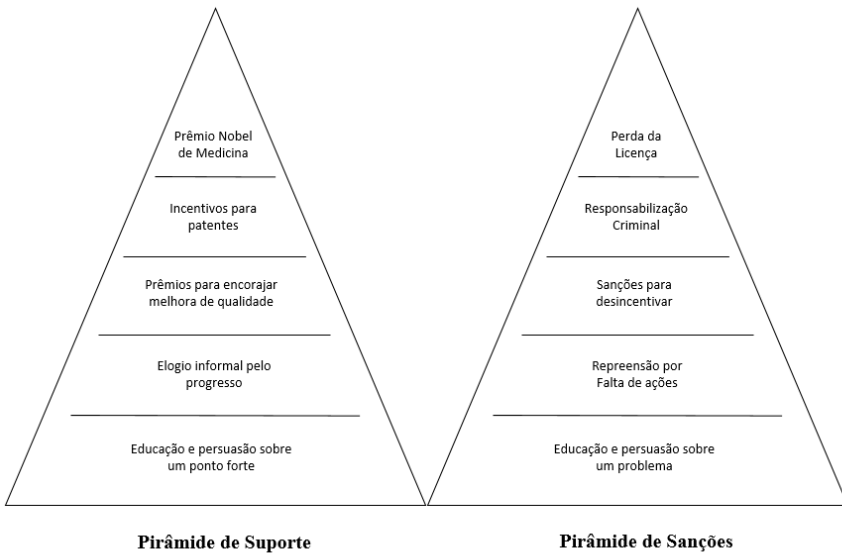 Prêmio Nobel
de Medicina
Incentivos para
patentes
Prêmios para encorajar
melhora de qualidade
Elogio informal pelo
progresso
Educação e persuasão sobre
um ponto forte
Pirâmide de Suporte
Perda da
Licença
Responsabilização
Criminal
Sanções para
desincentivar
Repreensão por
Falta de ações
Educação e persuasão sobre
um problema
Pirâmide de Sanções